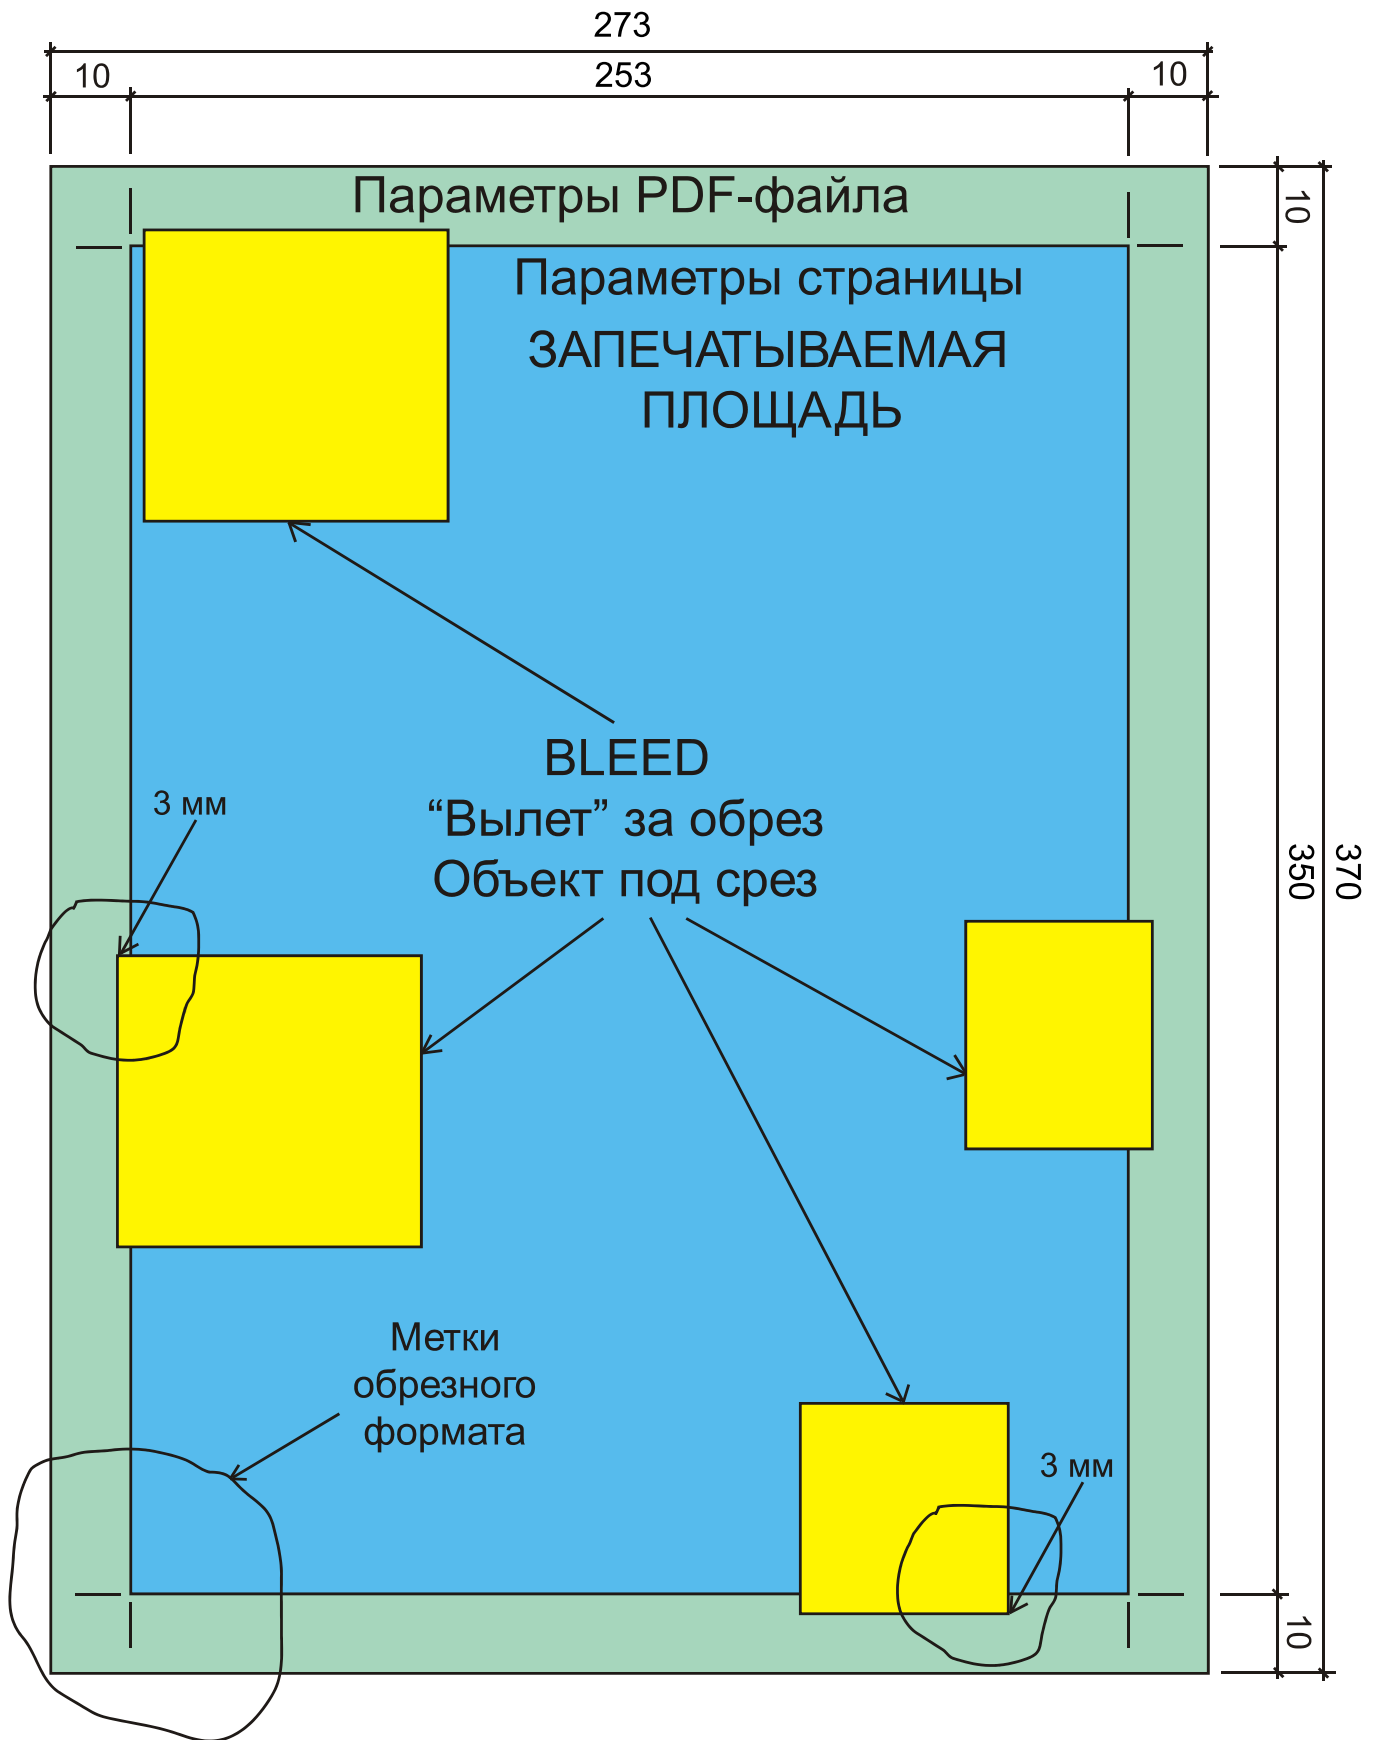 273
10
253
10
Параметры PDF-файла
10
Параметры страницы
ЗАПЕЧАТЫВАЕМАЯ
ПЛОЩАДЬ
BLEED
“Вылет” за обрез
Объект под срез
3 мм
350
370
Метки
обрезного
формата
3 мм
10